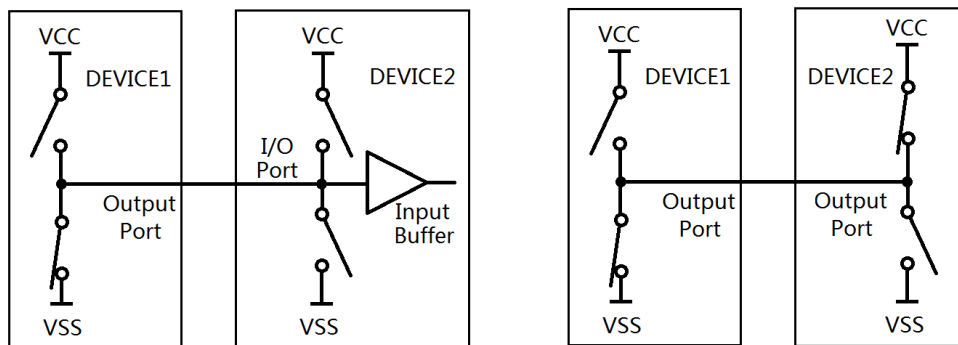 VCC
DEVICE1
VCC
DEVICE2
I/O
Port
Output
Port
Input
Buffer
VSS
VSS
VCC
DEVICE1
VCC
DEVICE2
Output
Port
Output
Port
VSS
VSS